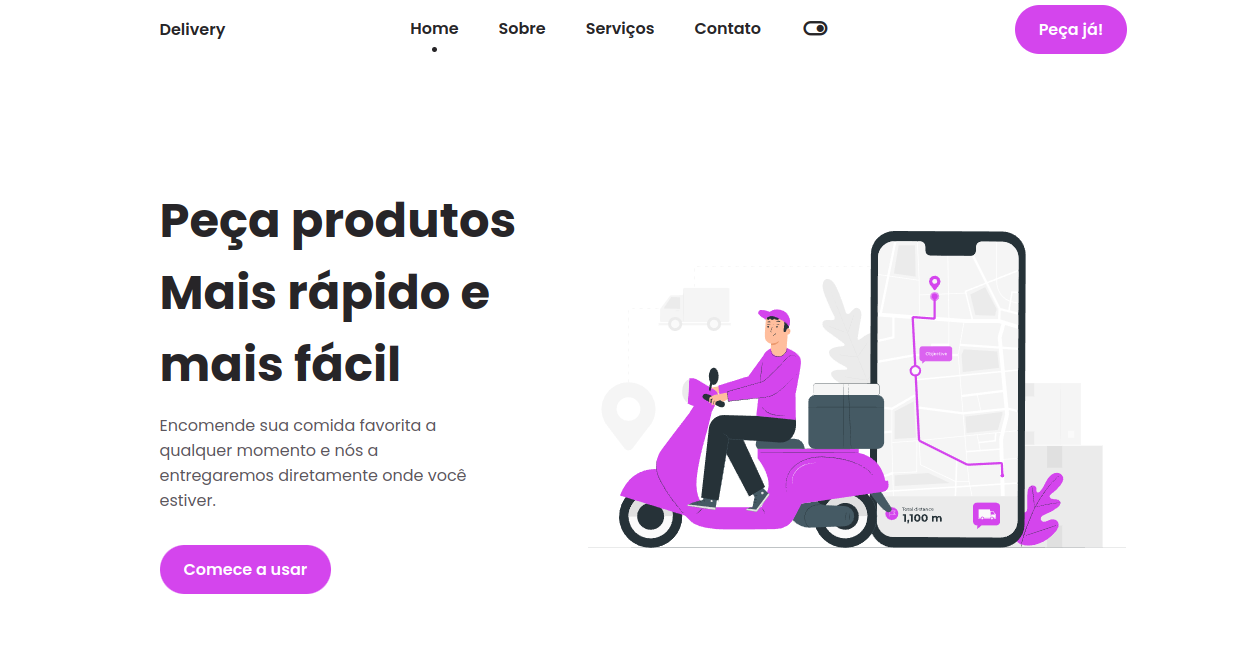 Delivery
Home
Sobre
Serviços
Contato
Peça já!
Peça produtos
Mais rápido e
mais fácil
Encomende sua comida favorita a
qualquer momento e nós a
entregaremos diretamente onde você
estiver.
Comece a usar
Objective
Total distance
1,100 m